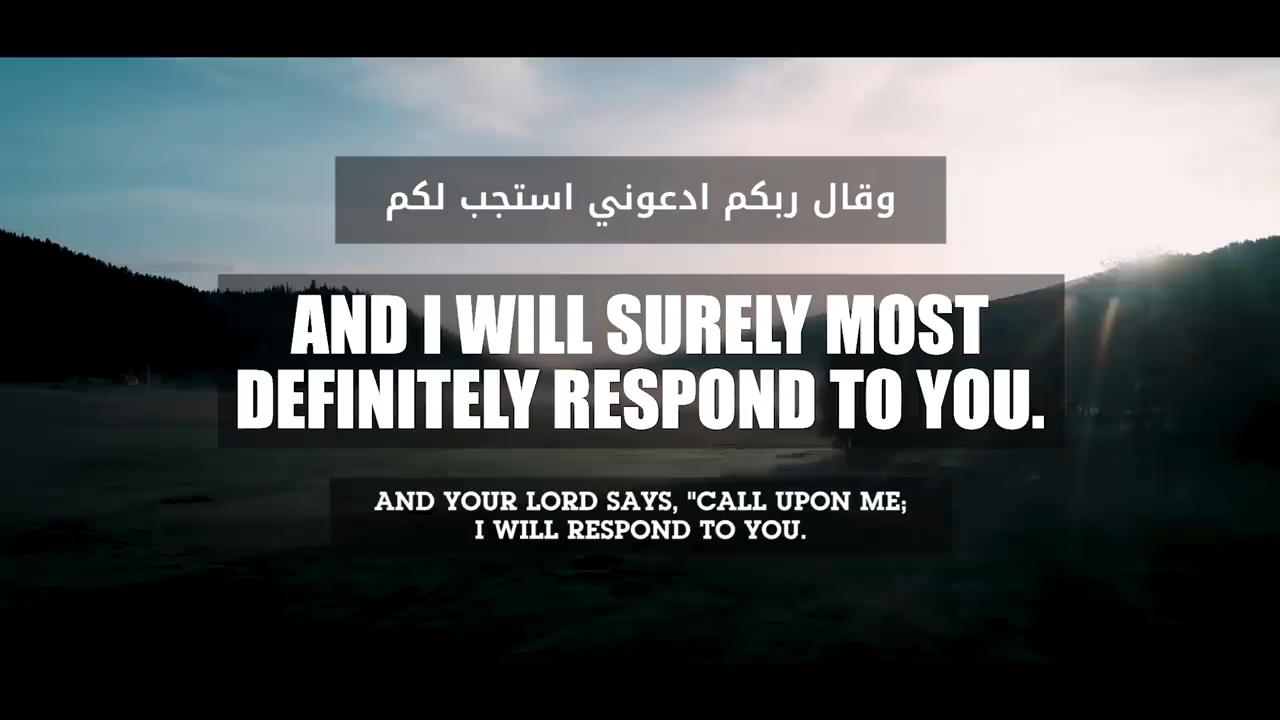 وقال ربكم ادعوني استجب لكم
AND I WILL SURELY MOST
DEFINITELY RESPOND TO YOU.
AND YOUR LORD SAYS, "CALL UPON ME;
I WILL RESPOND TO YOU.